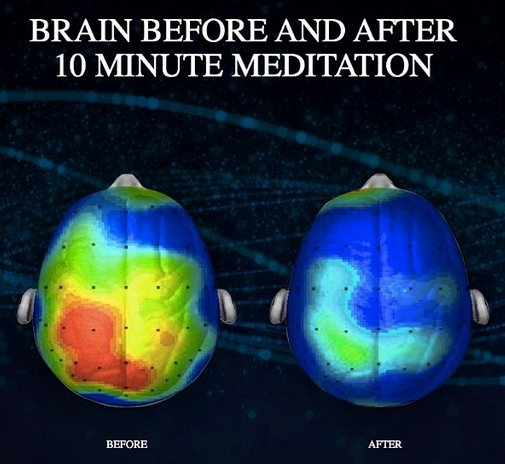 BRAIN BEFORE AND AFTER
10 MINUTE MEDITATION
BEFORE
AFTER